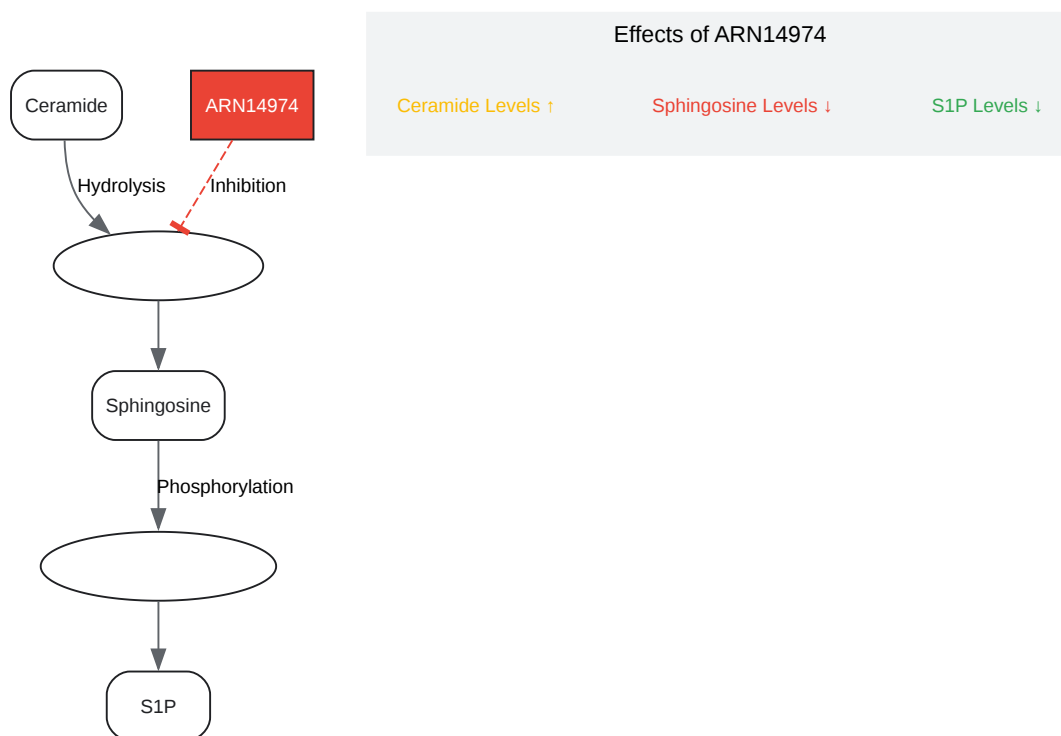 Effects of ARN14974
Ceramide
ARN14974
Ceramide Levels ↑
Sphingosine Levels ↓
S1P Levels ↓
Hydrolysis
Inhibition
Sphingosine
Phosphorylation
S1P